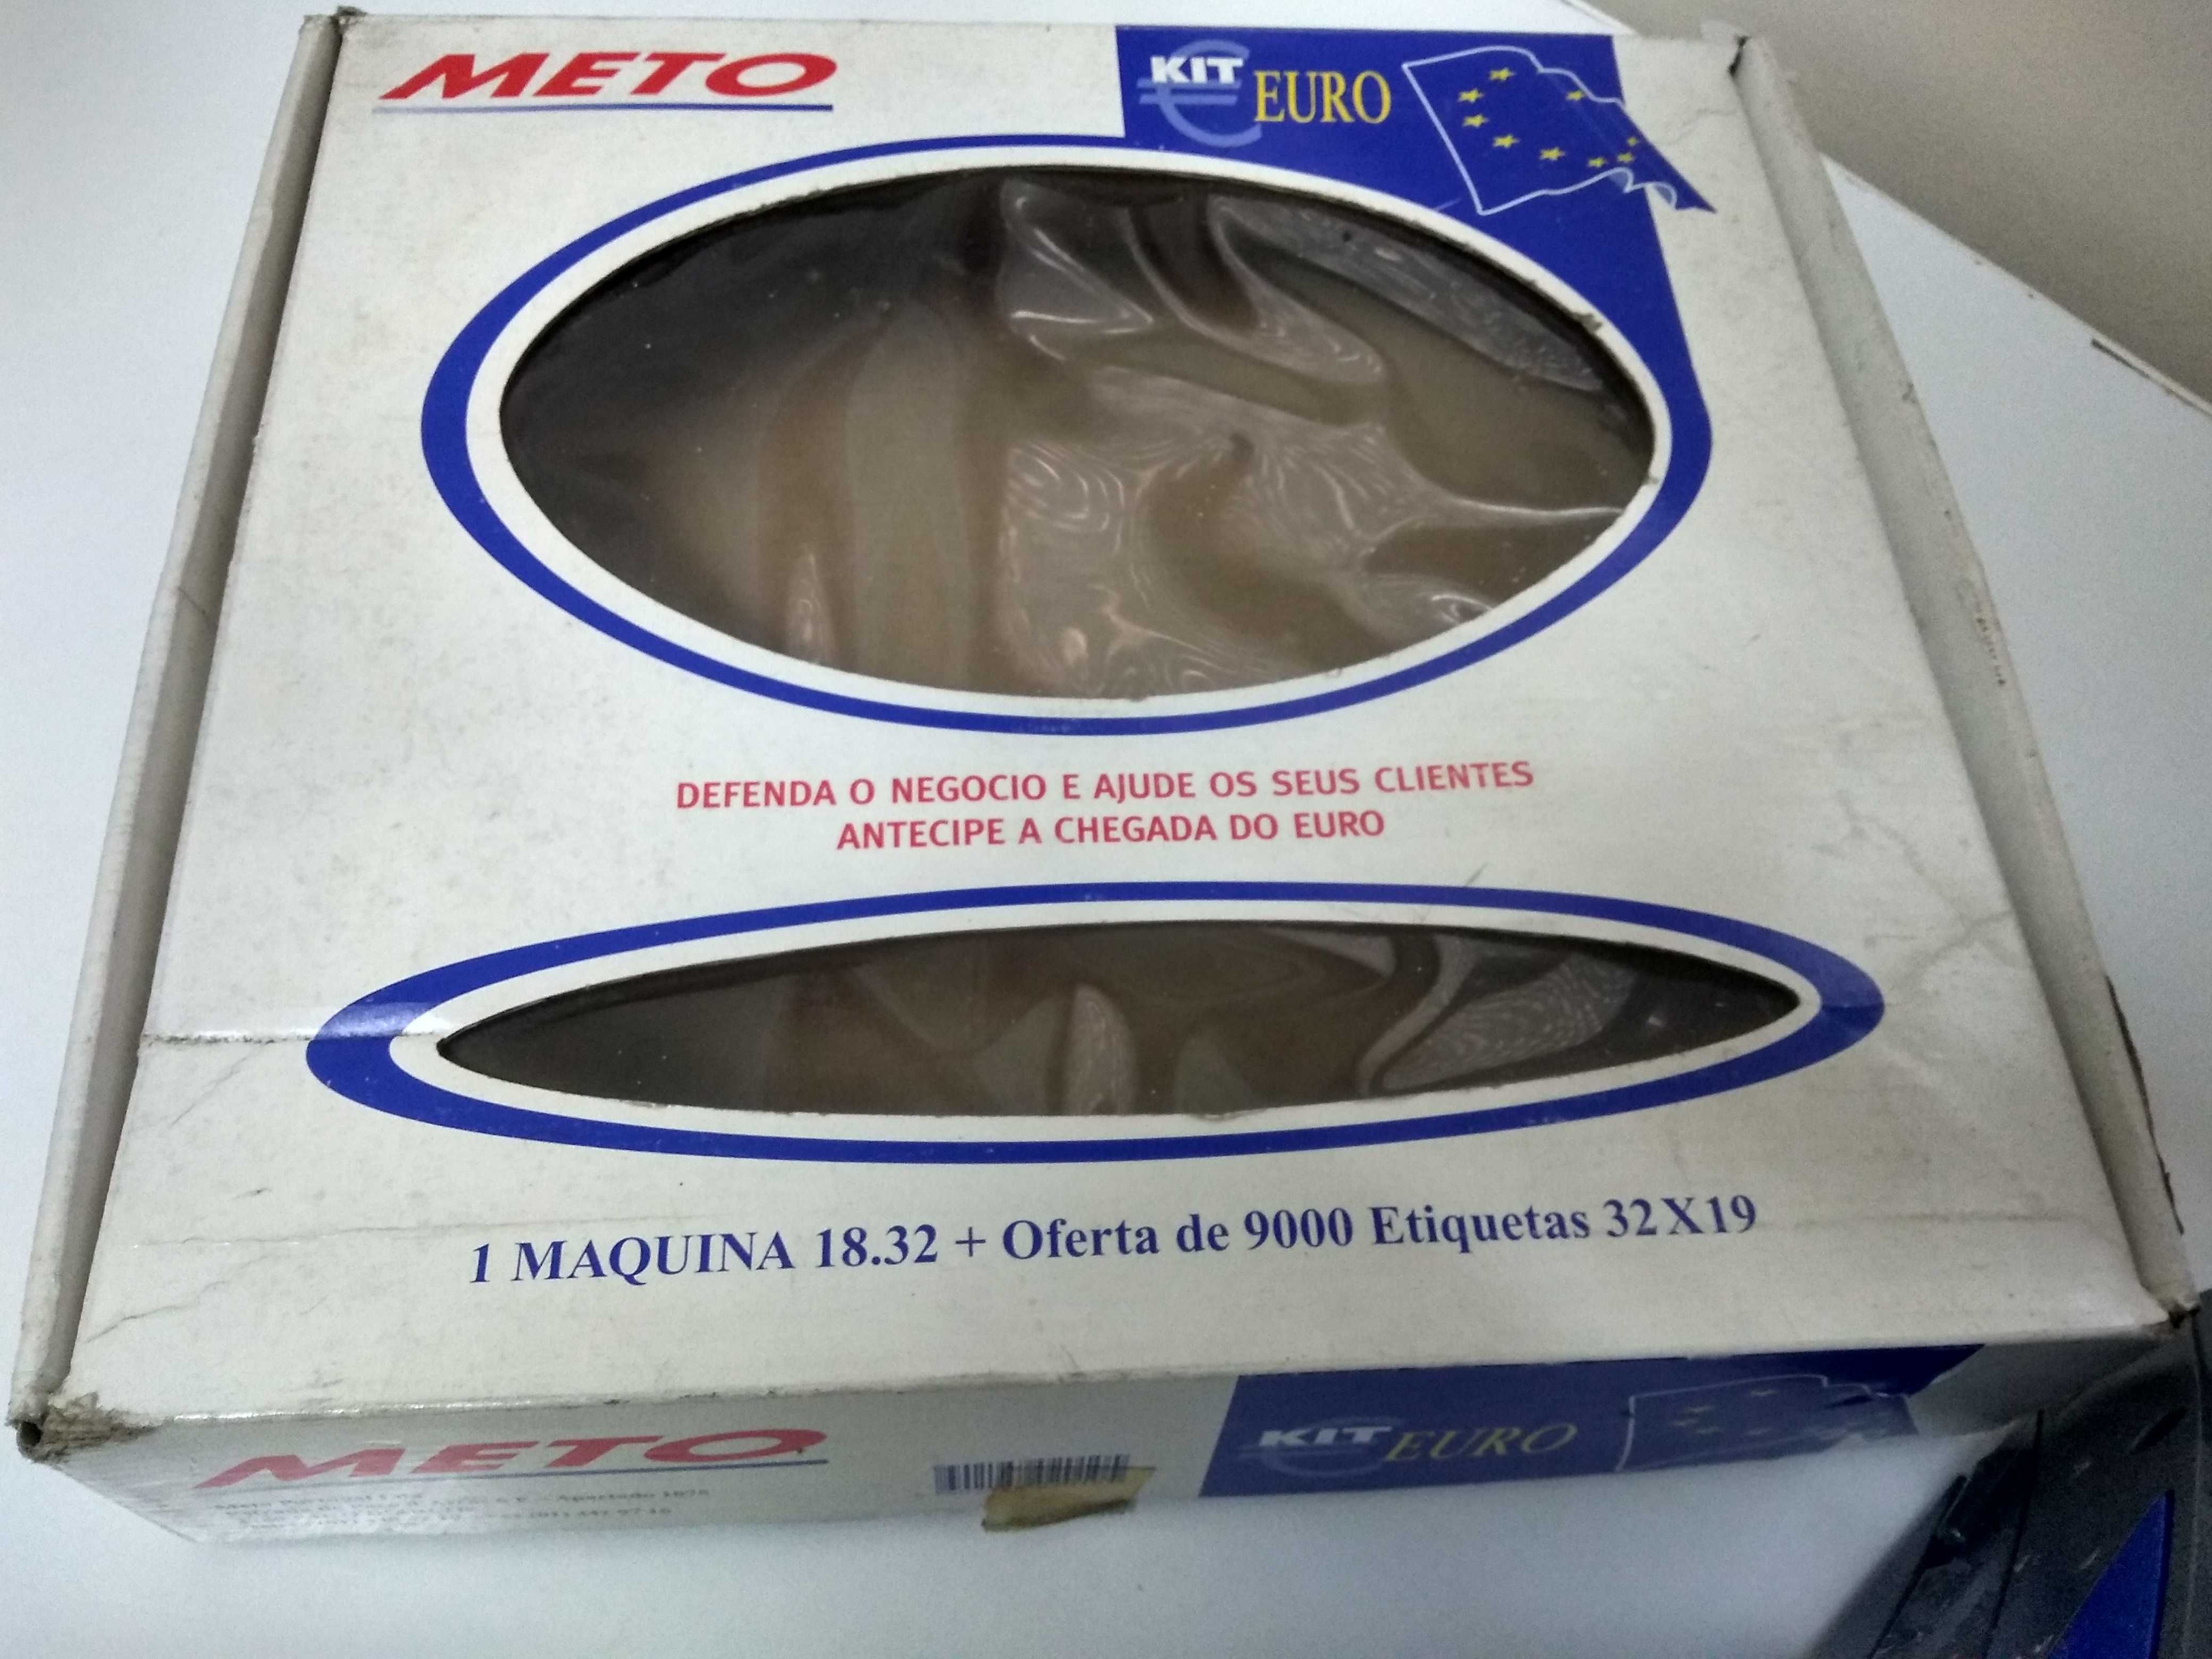 METO
KIT
EURO
DEFENDA O NEGOCIO E AJUDE OS SEUS CLIENTES
ANTECIPE A CHEGADA DO EURO
1 MAQUINA 18.32 + Oferta de 9000 Etiquetas 32X19
METO
KIT EURO
Apartado